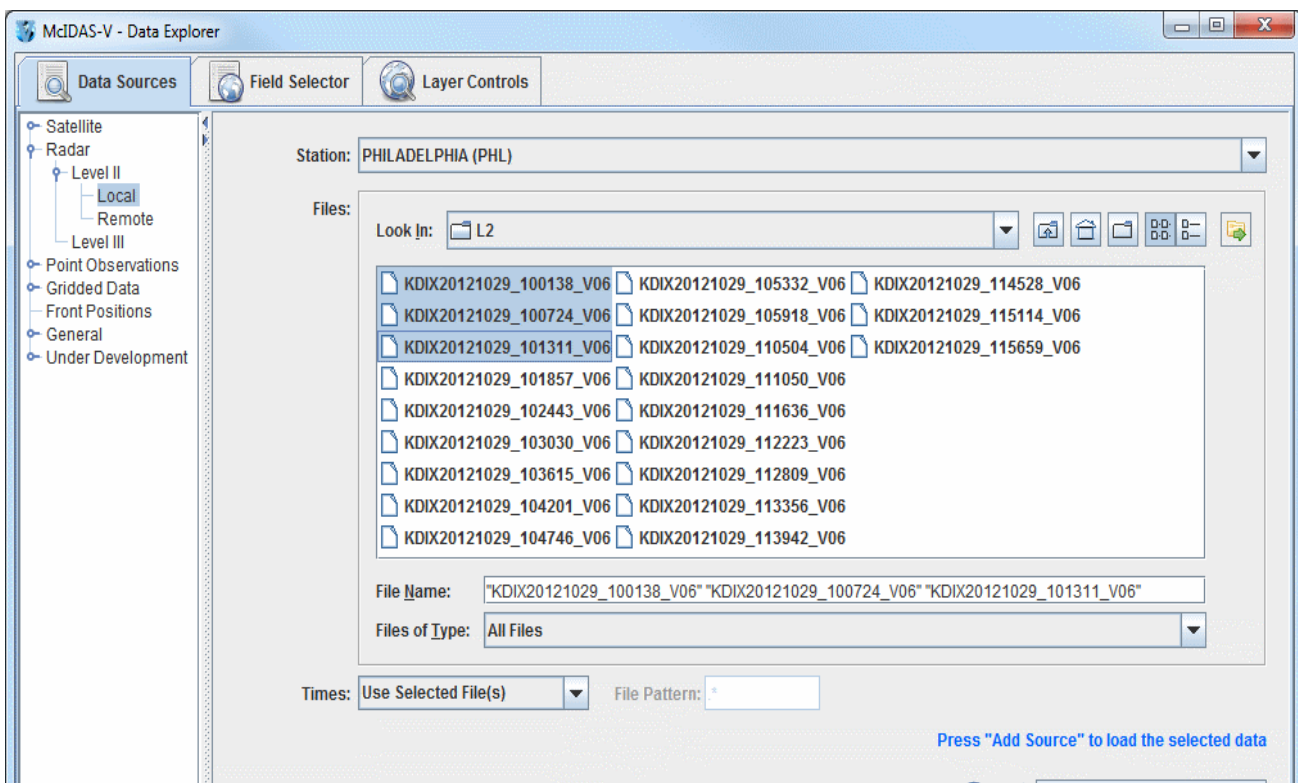 McIDAS-V - Data Explorer
Data Sources
Field Selector
Layer Controls
Satellite
Radar
Level II
Local
Remote
Level III
Point Observations
Gridded Data
Front Positions
General
Under Development
Station: PHILADELPHIA (PHL)
Files:
Look In: L2
KDIX20121029_100138_V06 KDIX20121029_105332_V06 KDIX20121029_114528_V06
KDIX20121029_100724_V06 KDIX20121029_105918_V06 KDIX20121029_115114_V06
KDIX20121029_101311_V06 KDIX20121029_110504_V06 KDIX20121029_115659_V06
KDIX20121029_101857_V06 KDIX20121029_111050_V06
KDIX20121029_102443_V06 KDIX20121029_111636_V06
KDIX20121029_103030_V06 KDIX20121029_112223_V06
KDIX20121029_103615_V06 KDIX20121029_112809_V06
KDIX20121029_104201_V06 KDIX20121029_113356_V06
KDIX20121029_104746_V06 KDIX20121029_113942_V06
File Name: "KDIX20121029_100138_V06" "KDIX20121029_100724_V06" "KDIX20121029_101311_V06"
Files of Type: All Files
Times: Use Selected File(s) File Pattern: .*
Press "Add Source" to load the selected data